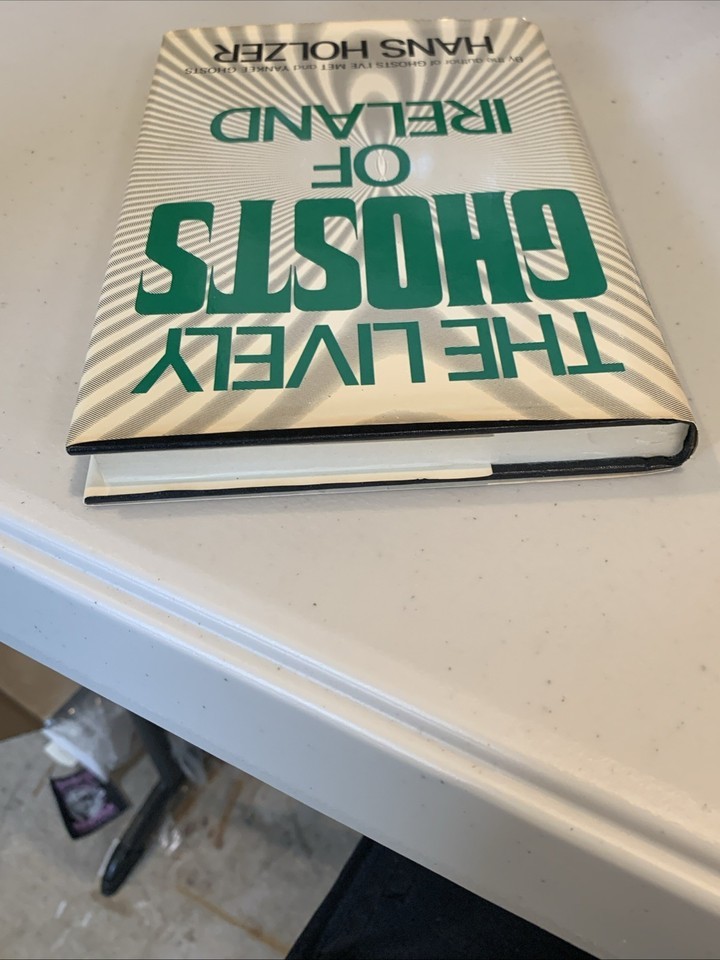 THE LIVELY
GHOSTS
OF
IRELAND
By the author of GHOSTS I'VE MET and YANKEE GHOSTS
HANS HOLZER